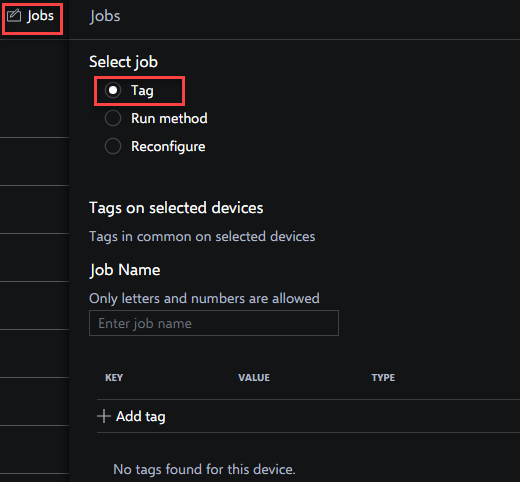 Jobs
Jobs
Select job
Tag
Run method
Reconfigure
Tags on selected devices
Tags in common on selected devices
Job Name
Only letters and numbers are allowed
Enter job name
KEY VALUE TYPE
Add tag
No tags found for this device.